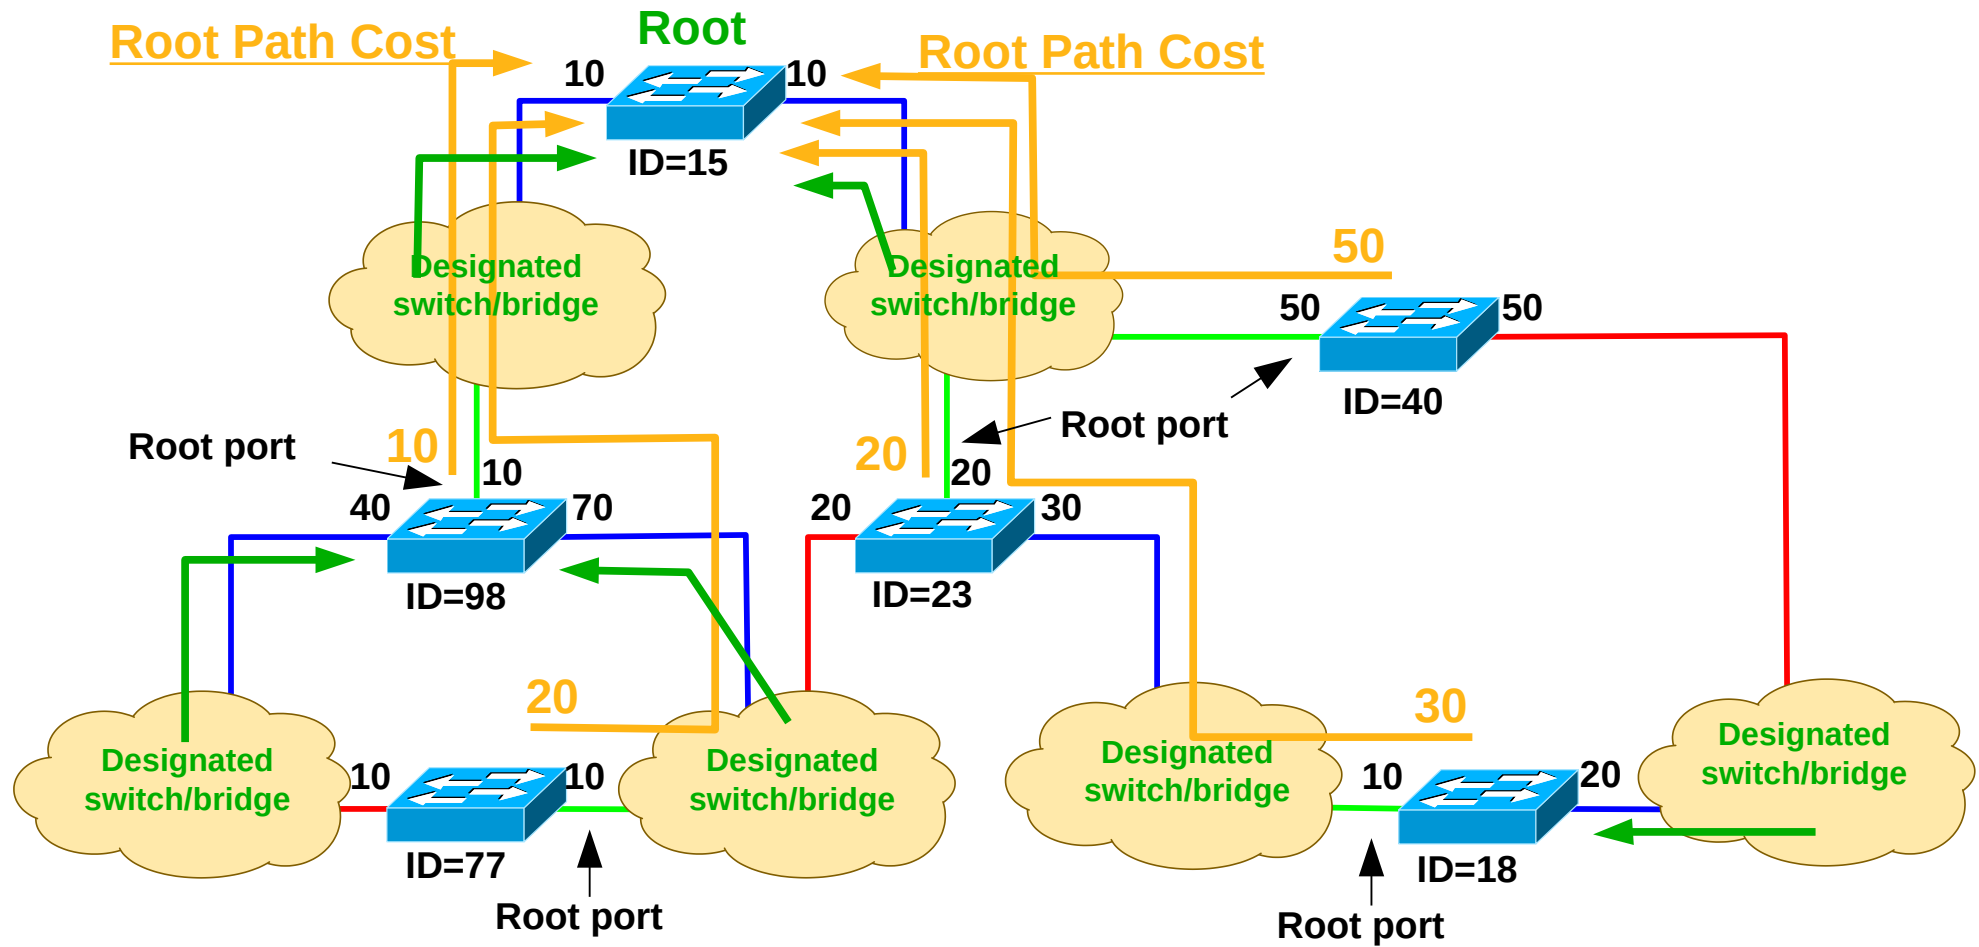 Root Path Cost
Root
Root Path Cost
10
10
ID=15
Designated
switch/bridge
Designated
switch/bridge
50
50
50
ID=40
Root port
Root port
10
10
40
70
ID=98
20
20
20
30
ID=23
Designated
switch/bridge
20
10
10
ID=77
Root port
Designated
switch/bridge
Designated
switch/bridge
30
10
20
ID=18
Root port
Designated
switch/bridge